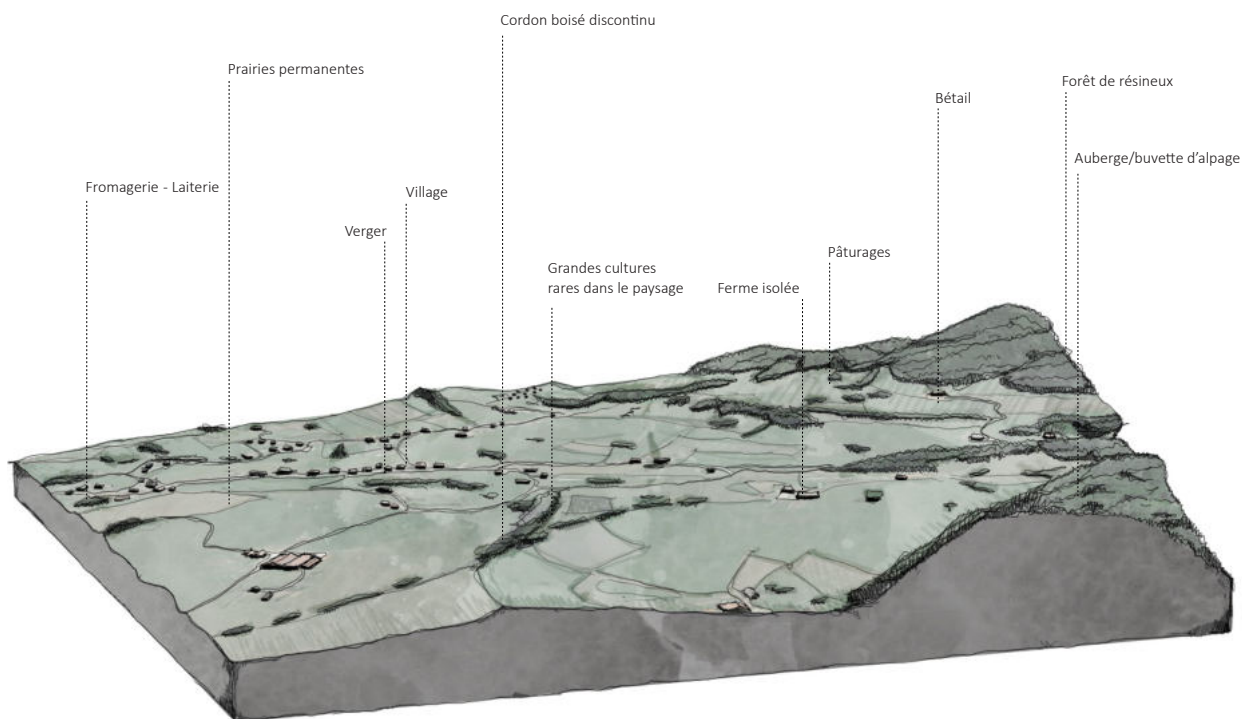 Cordon boisé discontinu
Prairies permanentes
Forêt de résineux
Bétail
Auberge/buvette d'alpage
Fromagerie - Laiterie
Village
Verger
Pâturages
Grandes cultures
rares dans le paysage
Ferme isolée